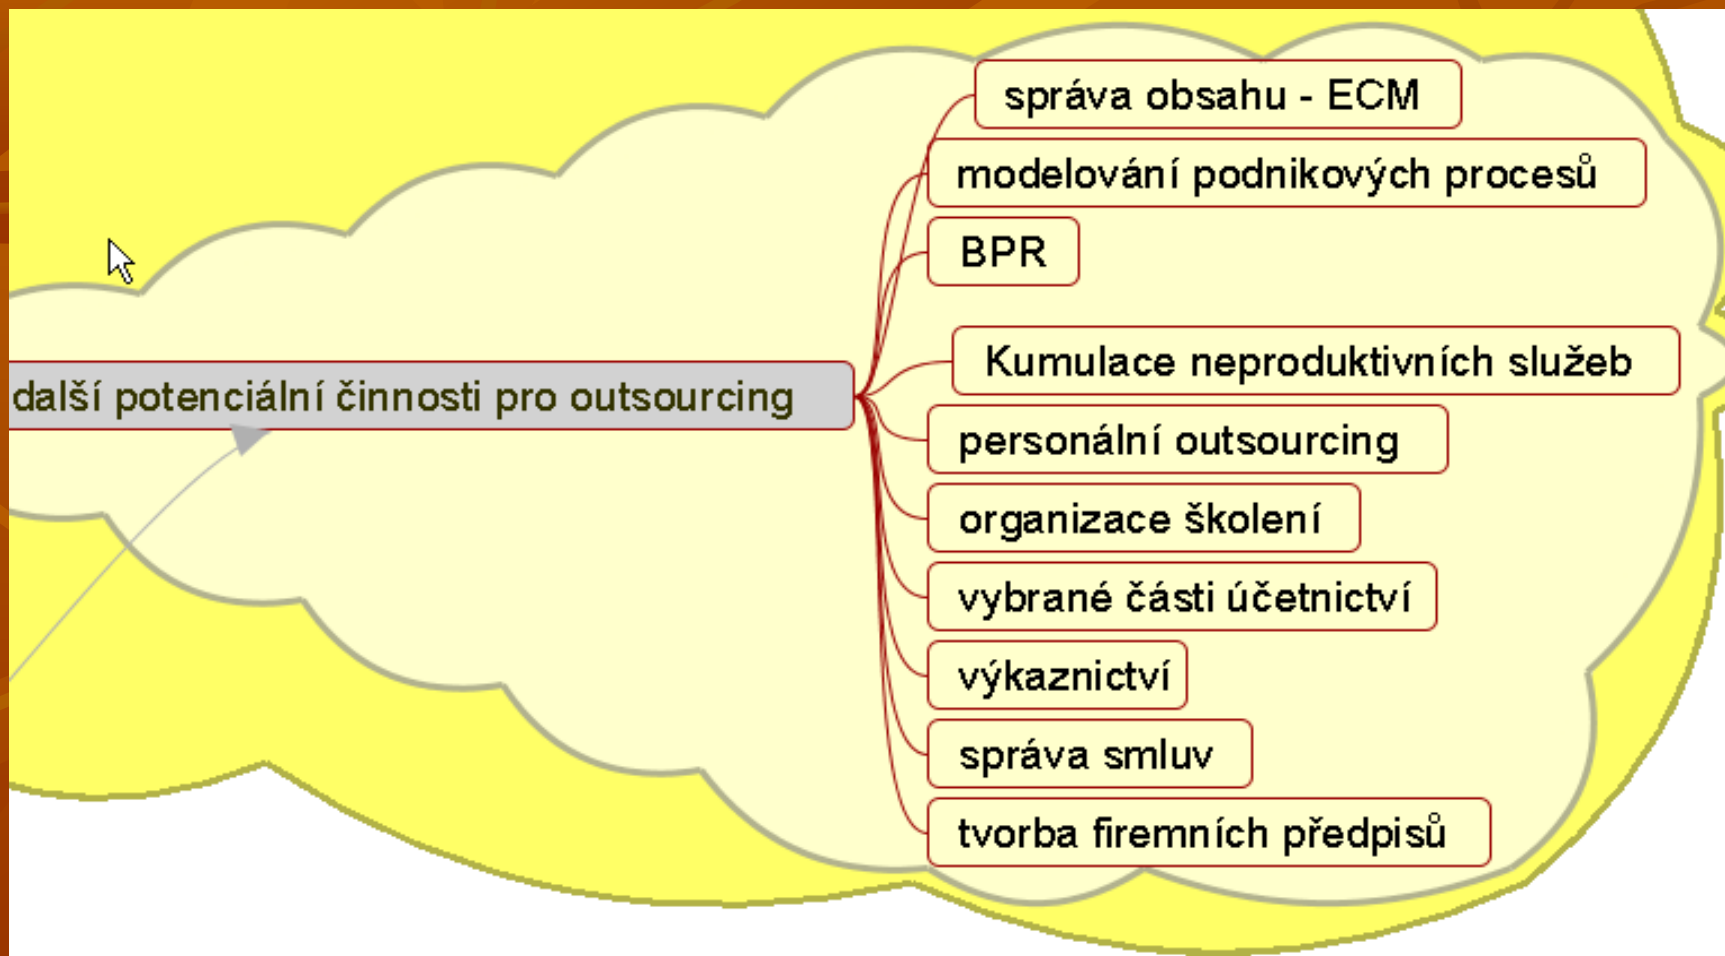 správa obsahu - ECM
modelování podnikových procesů
BPR
Kumulace neproduktivních služeb
další potenciální činnosti pro outsourcing
personální outsourcing
organizace školení
vybrané části účetnictví
výkaznictví
správa smluv
tvorba firemních předpisů